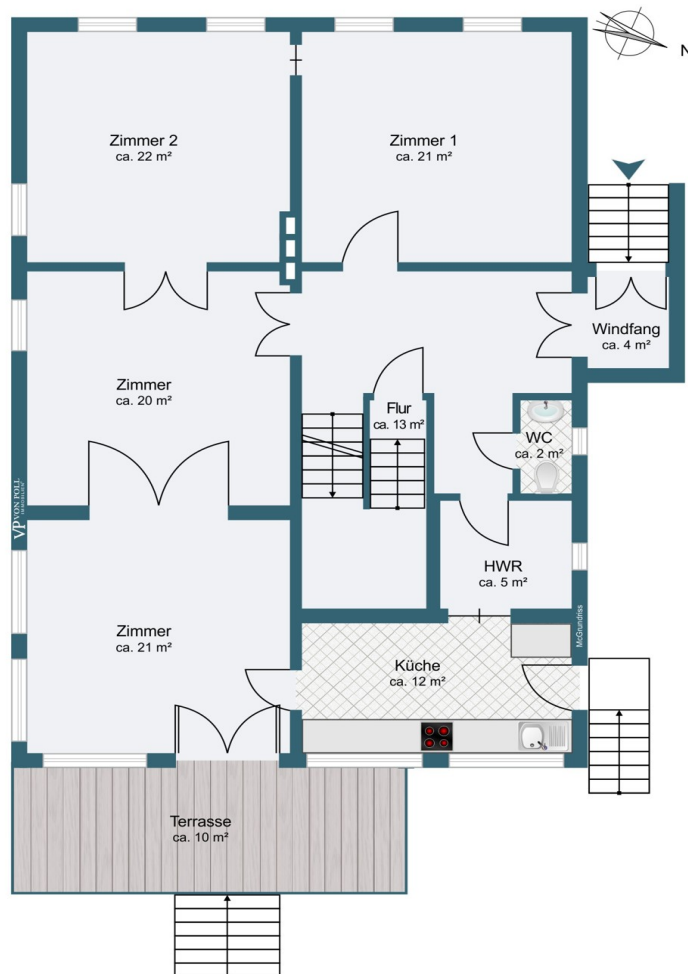 N
Zimmer 2
ca. 22 m²
Zimmer 1
ca. 21 m²
Windfang
ca. 4 m²
Zimmer
ca. 20 m²
Flur
ca. 13 m²
WC
ca. 2 m²
VP VON POLL
IMMOBILIEN
HWR
ca. 5 m²
McGrundriss
Zimmer
ca. 21 m²
Küche
ca. 12 m²
Terrasse
ca. 10 m²